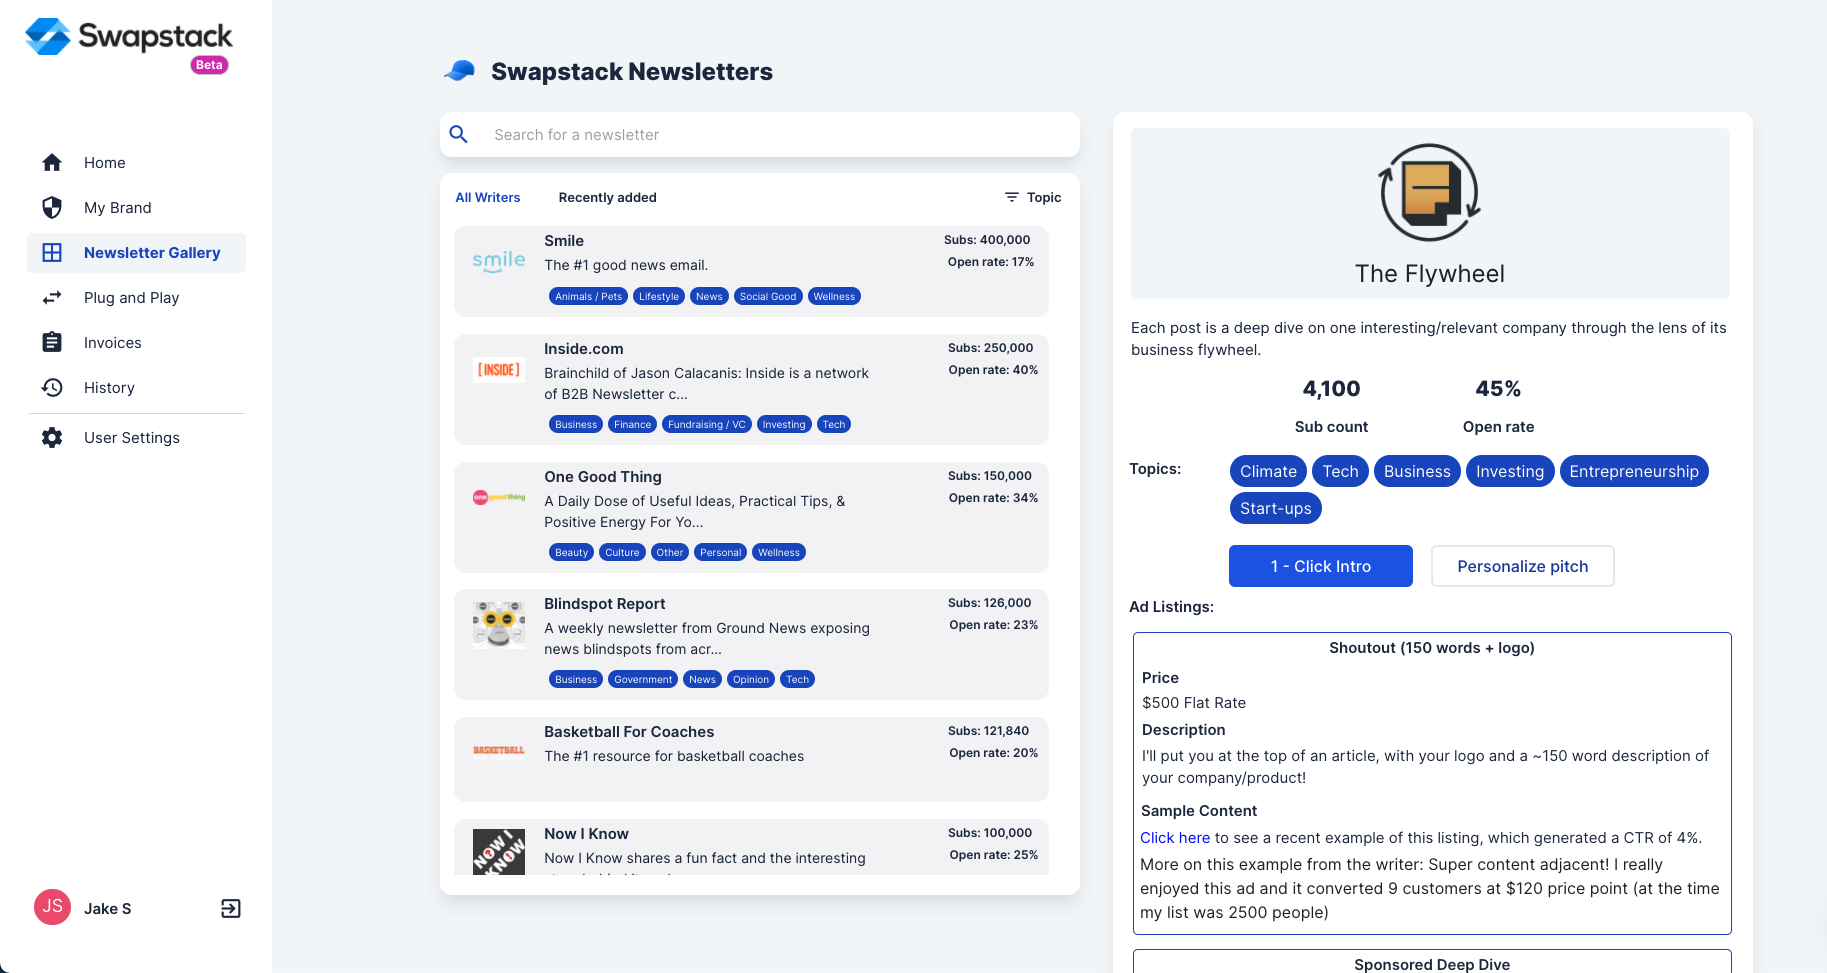 Swapstack
Beta
Home
My Brand
Newsletter Gallery
Plug and Play
Invoices
History
User Settings
JS
Jake S
Swapstack Newsletters
Search for a newsletter
All Writers
Recently added
Topic
smile
Smile
The #1 good news email.
Subs: 400,000
Open rate: 17%
Animals / Pets
Lifestyle
News
Social Good
Wellness
[INSIDE]
Inside.com
Brainchild of Jason Calacanis: Inside is a network
of B2B Newsletter c...
Subs: 250,000
Open rate: 40%
Business
Finance
Fundraising / VC
Investing
Tech
one good thing
One Good Thing
A Daily Dose of Useful Ideas, Practical Tips, &
Positive Energy For Yo...
Subs: 150,000
Open rate: 34%
Beauty
Culture
Other
Personal
Wellness
Blindspot Report
A weekly newsletter from Ground News exposing
news blindspots from acr...
Subs: 126,000
Open rate: 23%
Business
Government
News
Opinion
Tech
BASKETBALL
Basketball For Coaches
The #1 resource for basketball coaches
Subs: 121,840
Open rate: 20%
NOW I
KNOW
Now I Know
Now I Know shares a fun fact and the interesting
Subs: 100,000
Open rate: 25%
The Flywheel
Each post is a deep dive on one interesting/relevant company through the lens of its
business flywheel.
4,100
Sub count
45%
Open rate
Topics:
Climate
Tech
Business
Investing
Entrepreneurship
Start-ups
1 - Click Intro
Personalize pitch
Ad Listings:
Shoutout (150 words + logo)
Price
$500 Flat Rate
Description
I'll put you at the top of an article, with your logo and a ~150 word description of
your company/product!
Sample Content
Click here to see a recent example of this listing, which generated a CTR of 4%.
More on this example from the writer: Super content adjacent! I really
enjoyed this ad and it converted 9 customers at $120 price point (at the time
my list was 2500 people)
Sponsored Deep Dive